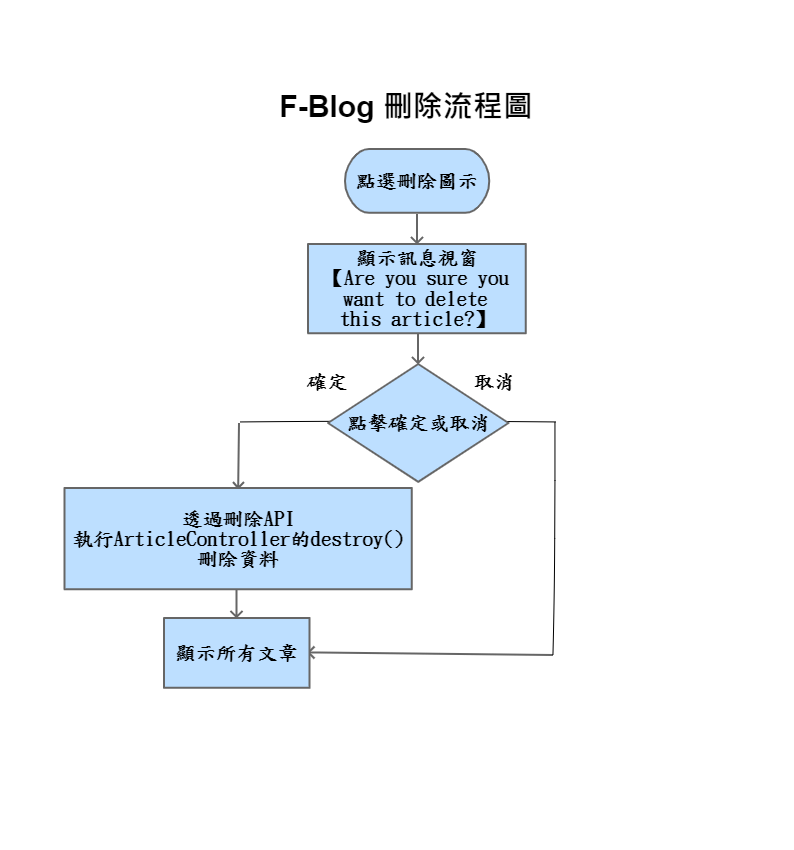 F-Blog 刪除流程圖
點選刪除圖示
顯示訊息視窗
【Are you sure you
want to delete
this article?】
確定
取消
點擊確定或取消
透過刪除API
執行ArticleController的destroy()
刪除資料
顯示所有文章